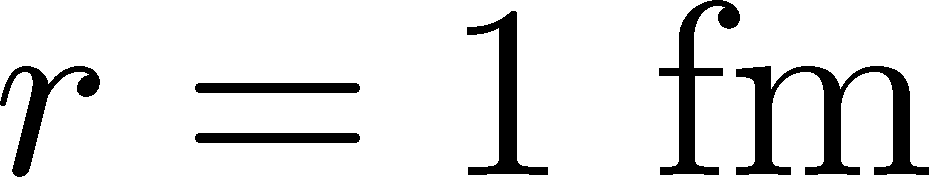 r = 1 fm